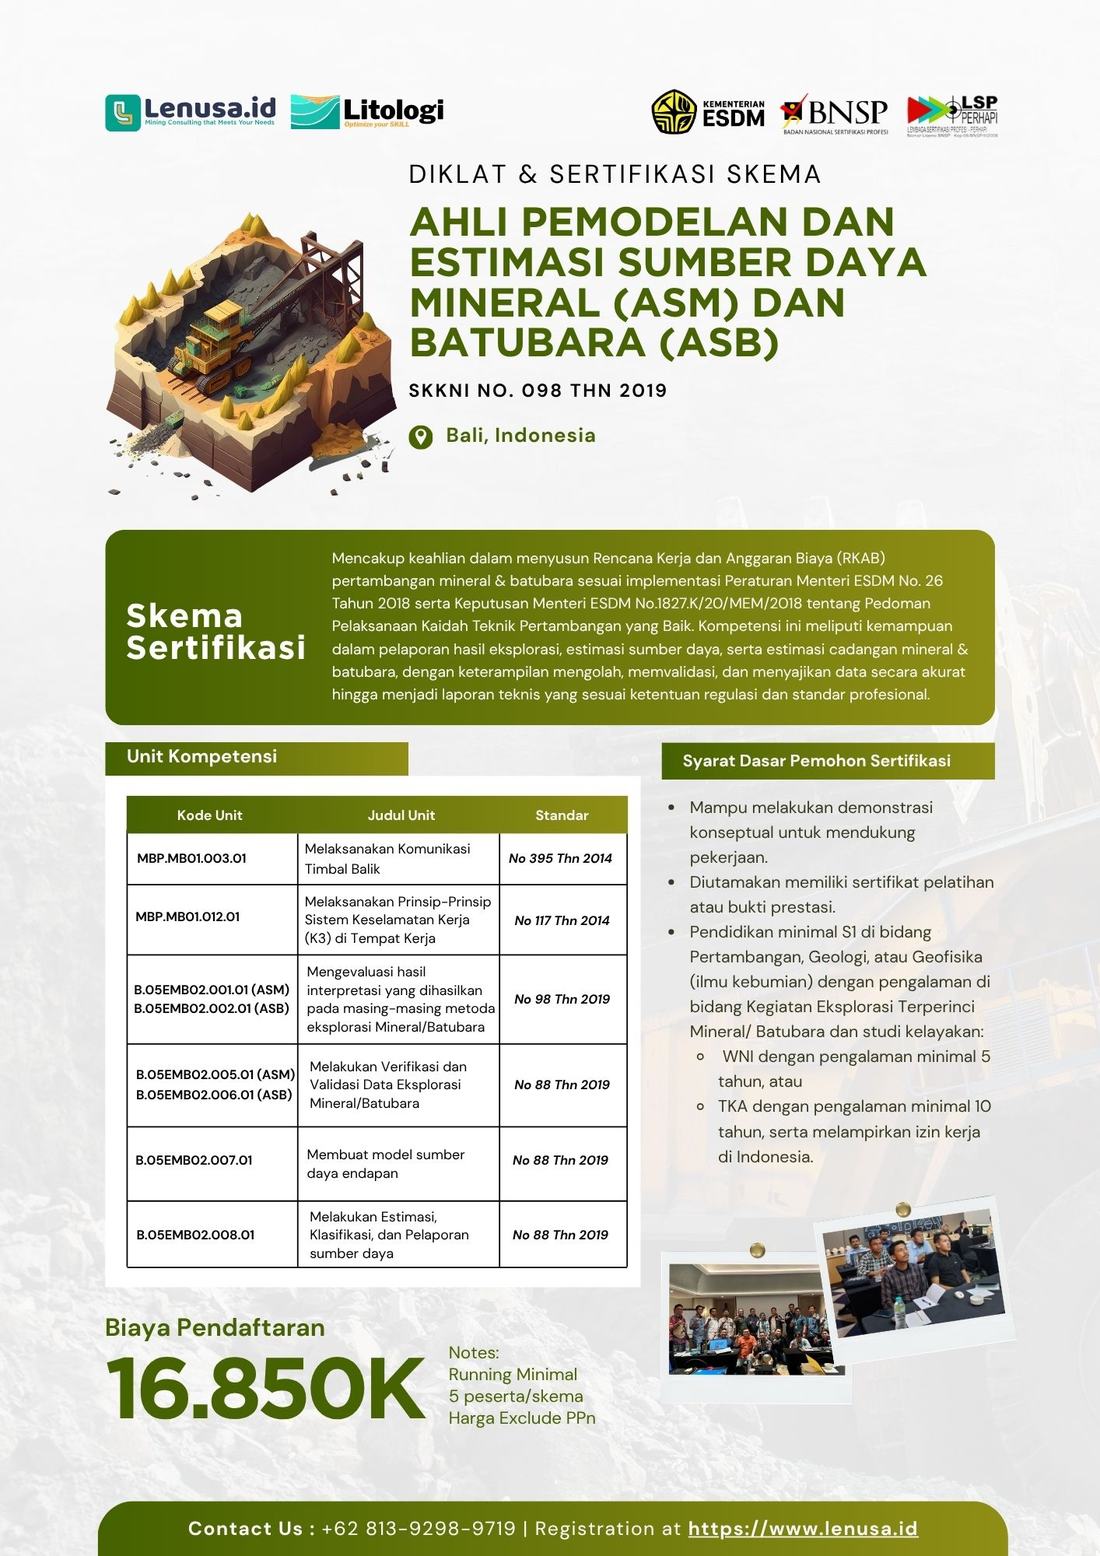 Lenusa.id
Mining Consulting that Meets Your Needs
Litologi
Optimize your SKILL
KEMENTERIAN
ESDM
BNSP
BADAN NASIONAL SERTIFIKASI PROFESI
LSP
PERHAPI
LEMBAGA SERTIFIKASI PROFESI - PERHAPI
DIKLAT & SERTIFIKASI SKEMA
AHLI PEMODELAN DAN
ESTIMASI SUMBER DAYA
MINERAL (ASM) DAN
BATUBARA (ASB)
SKKNI NO. 098 THN 2019
Bali, Indonesia
Skema
Sertifikasi
Mencakup keahlian dalam menyusun Rencana Kerja dan Anggaran Biaya (RKAB)
pertambangan mineral & batubara sesuai implementasi Peraturan Menteri ESDM No. 26
Tahun 2018 serta Keputusan Menteri ESDM No.1827.K/20/MEM/2018 tentang Pedoman
Pelaksanaan Kaidah Teknik Pertambangan yang Baik. Kompetensi ini meliputi kemampuan
dalam pelaporan hasil eksplorasi, estimasi sumber daya, serta estimasi cadangan mineral &
batubara, dengan keterampilan mengolah, memvalidasi, dan menyajikan data secara akurat
hingga menjadi laporan teknis yang sesuai ketentuan regulasi dan standar profesional.
Unit Kompetensi
Kode Unit Judul Unit Standar
MBP.MB01.003.01
Melaksanakan Komunikasi
Timbal Balik
No 395 Thn 2014
MBP.MB01.012.01
Melaksanakan Prinsip-Prinsip
Sistem Keselamatan Kerja
(K3) di Tempat Kerja
No 117 Thn 2014
B.05EMB02.001.01 (ASM)
B.05EMB02.002.01 (ASB)
Mengevaluasi hasil
interpretasi yang dihasilkan
pada masing-masing metoda
eksplorasi Mineral/Batubara
No 98 Thn 2019
B.05EMB02.005.01 (ASM)
B.05EMB02.006.01 (ASB)
Melakukan Verifikasi dan
Validasi Data Eksplorasi
Mineral/Batubara
No 88 Thn 2019
B.05EMB02.007.01
Membuat model sumber
daya endapan
No 88 Thn 2019
B.05EMB02.008.01
Melakukan Estimasi,
Klasifikasi, dan Pelaporan
sumber daya
No 88 Thn 2019
Syarat Dasar Pemohon Sertifikasi
• Mampu melakukan demonstrasi
konseptual untuk mendukung
pekerjaan.
• Diutamakan memiliki sertifikat pelatihan
atau bukti prestasi.
• Pendidikan minimal S1 di bidang
Pertambangan, Geologi, atau Geofisika
(ilmu kebumian) dengan pengalaman di
bidang Kegiatan Eksplorasi Terperinci
Mineral/ Batubara dan studi kelayakan:
◦ WNI dengan pengalaman minimal 5
tahun, atau
◦ TKA dengan pengalaman minimal 10
tahun, serta melampirkan izin kerja
di Indonesia.
Biaya Pendaftaran
16.850K
Notes:
Running Minimal
5 peserta/skema
Harga Exclude PPn
Contact Us : +62 813-9298-9719 | Registration at https://www.lenusa.id